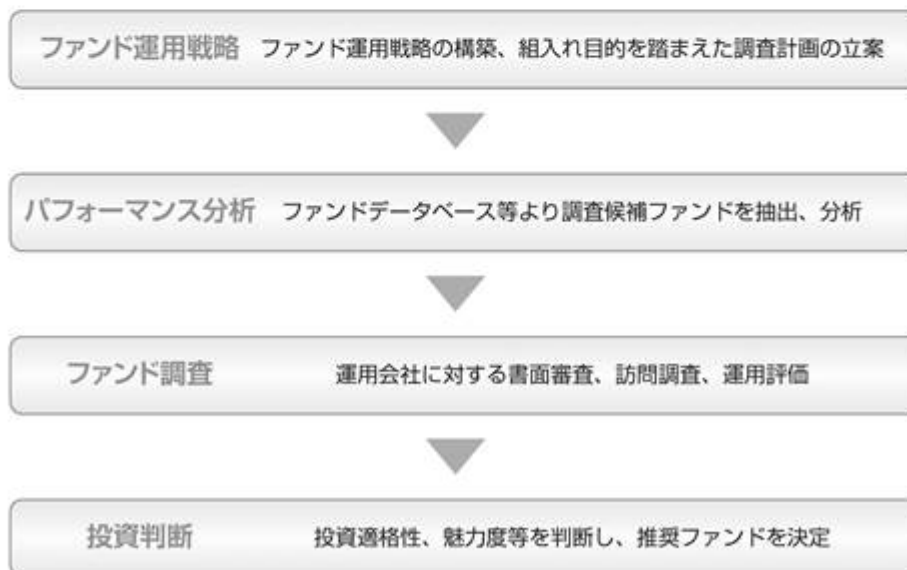 ファンド運用戦略 ファンド運用戦略の構築、組入れ目的を踏まえた調査計画の立案
パフォーマンス分析 ファンドデータベース等より調査候補ファンドを抽出、分析
ファンド調査 運用会社に対する書面審査、訪問調査、運用評価
投資判断 投資適格性、魅力度等を判断し、推奨ファンドを決定